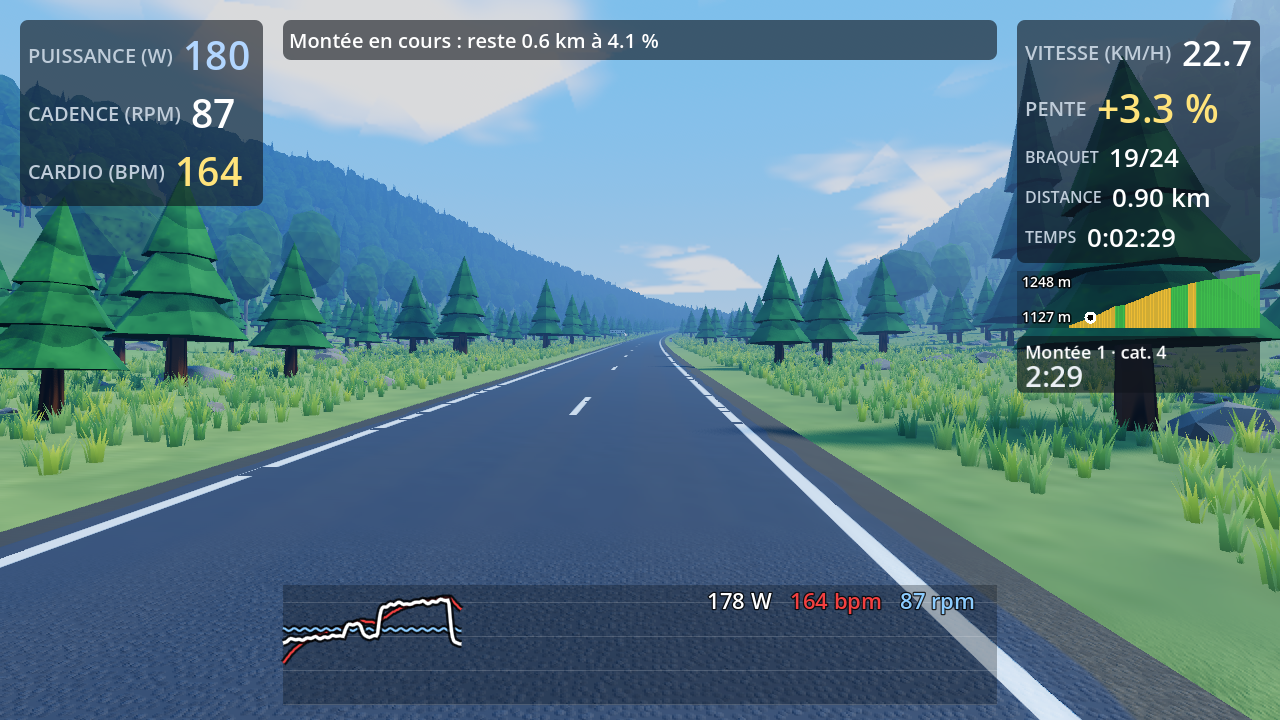 PUISSANCE (W) 180
CADENCE (RPM) 87
CARDIO (BPM) 164
Montée en cours : reste 0.6 km à 4.1 %
VITESSE (KM/H) 22.7
PENTE +3.3 %
BRAQUET 19/24
DISTANCE 0.90 km
TEMPS 0:02:29
1248 m
1127 m
Montée 1 · cat. 4
2:29
178 W 164 bpm 87 rpm